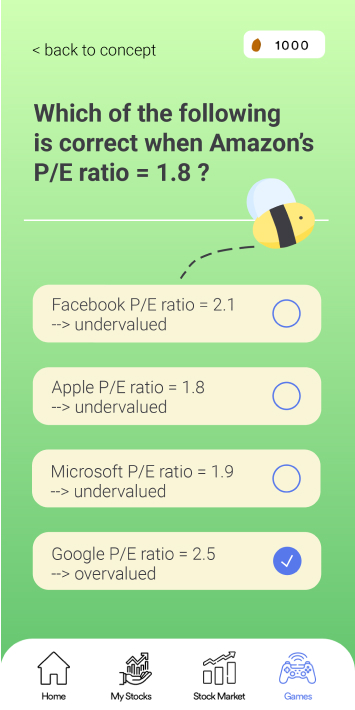 < back to concept
1000
Which of the following
is correct when Amazon's
P/E ratio = 1.8 ?
Facebook P/E ratio = 2.1
--> undervalued
Apple P/E ratio = 1.8
--> undervalued
Microsoft P/E ratio = 1.9
--> undervalued
Google P/E ratio = 2.5
--> overvalued
Home
My Stocks
Stock Market
Games